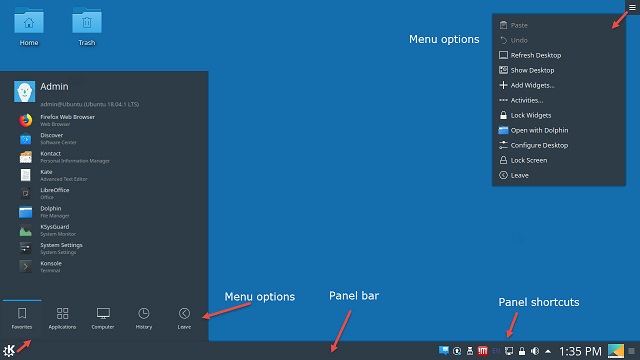 Home
Trash
Menu options
Paste
Undo
Refresh Desktop
Show Desktop
Add Widgets...
Activities...
Lock Widgets
Open with Dolphin
Configure Desktop
Lock Screen
Leave
Admin
admin@Ubuntu (Ubuntu 18.04.1 LTS)
Firefox Web Browser
Web Browser
Discover
Software Center
Kontact
Personal Information Manager
Kate
Advanced Text Editor
LibreOffice
Office
Dolphin
File Manager
KSysGuard
System Monitor
System Settings
System Settings
Konsole
Terminal
Menu options
Panel bar
Panel shortcuts
Favorites
Applications
Computer
History
Leave
1:35 PM